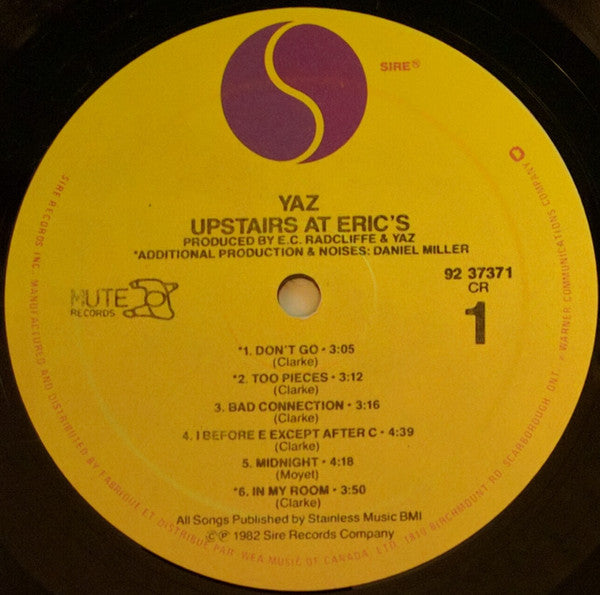 SIRE®
YAZ
UPSTAIRS AT ERIC'S
PRODUCED BY E.C. RADCLIFFE & YAZ
*ADDITIONAL PRODUCTION & NOISES: DANIEL MILLER
92 37371
CR
1
MUTE
RECORDS
*1. DON'T GO • 3:05
(Clarke)
*2. TOO PIECES • 3:12
(Clarke)
3. BAD CONNECTION • 3:16
(Clarke)
4. I BEFORE E EXCEPT AFTER C • 4:39
(Clarke)
5. MIDNIGHT • 4:18
(Moyet)
*6. IN MY ROOM • 3:50
(Clarke)
All Songs Published by Stainless Music BMI
©℗ 1982 Sire Records Company
SIRE RECORDS INC. MANUFACTURED AND DISTRIBUTED BY / FABRIQUE ET DISTRIBUE PAR WEA MUSIC OF CANADA, LTD. 1810 BIRCHMOUNT RD. SCARBOROUGH, ONT. • WARNER COMMUNICATIONS COMPANY